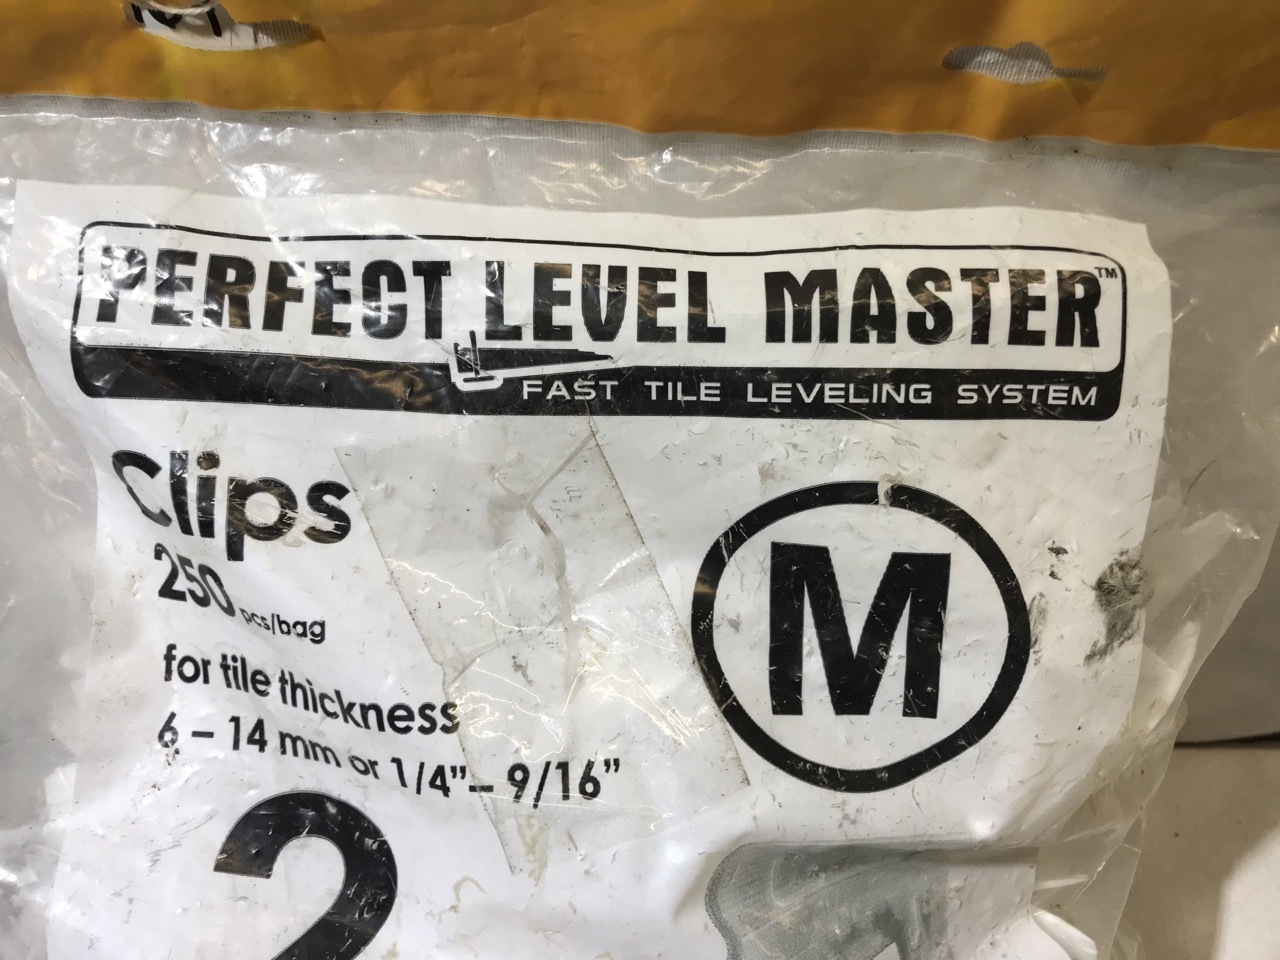 PERFECT LEVEL MASTER™
FAST TILE LEVELING SYSTEM
Clips
250 pcs/bag
M
for tile thickness
6 – 14 mm or 1/4” – 9/16”
2